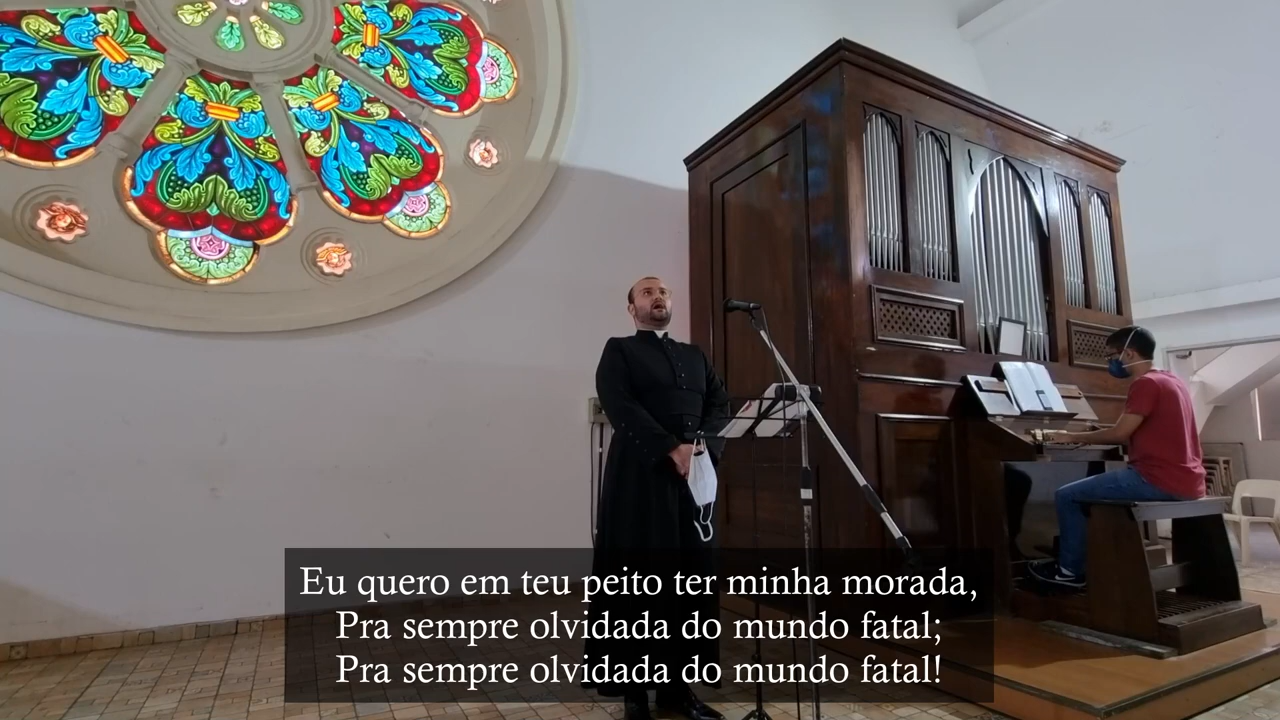 Eu quero em teu peito ter minha morada,
Pra sempre olvidada do mundo fatal;
Pra sempre olvidada do mundo fatal!